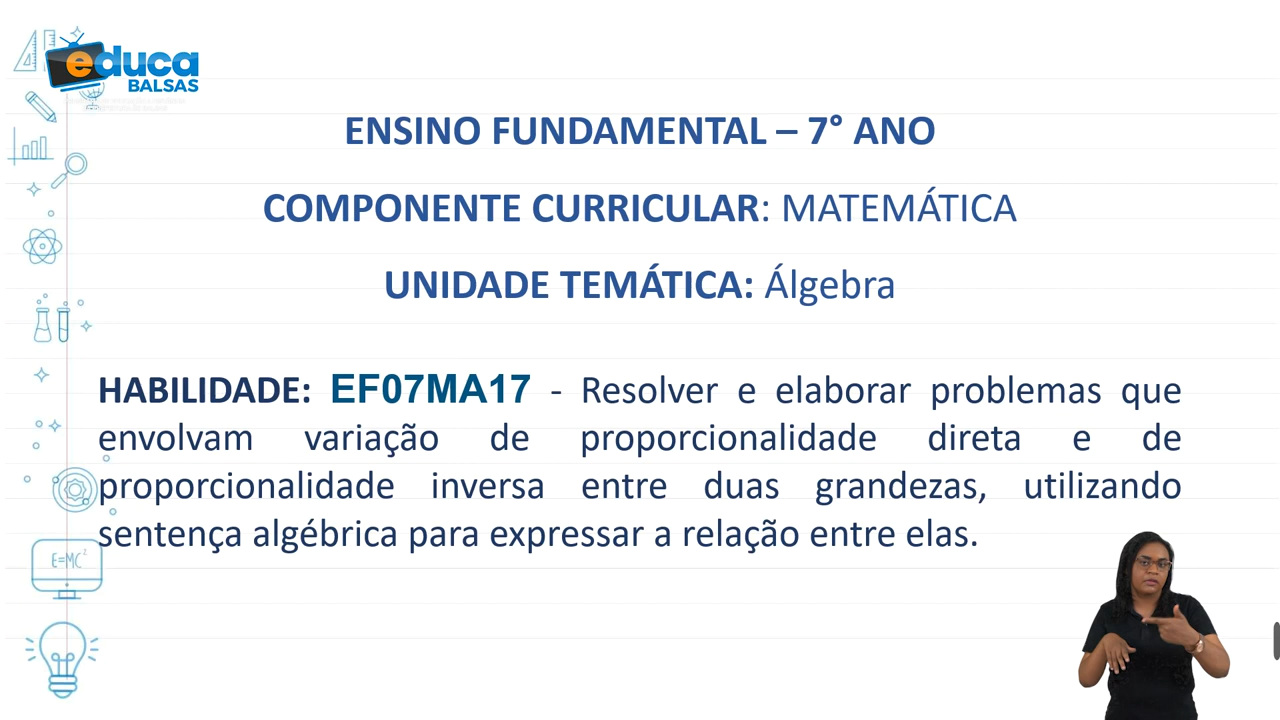 educa
BALSAS
ENSINO FUNDAMENTAL – 7° ANO
COMPONENTE CURRICULAR: MATEMÁTICA
UNIDADE TEMÁTICA: Álgebra
HABILIDADE: EF07MA17 - Resolver e elaborar problemas que
envolvam variação de proporcionalidade direta e de
proporcionalidade inversa entre duas grandezas, utilizando
sentença algébrica para expressar a relação entre elas.
E=MC²